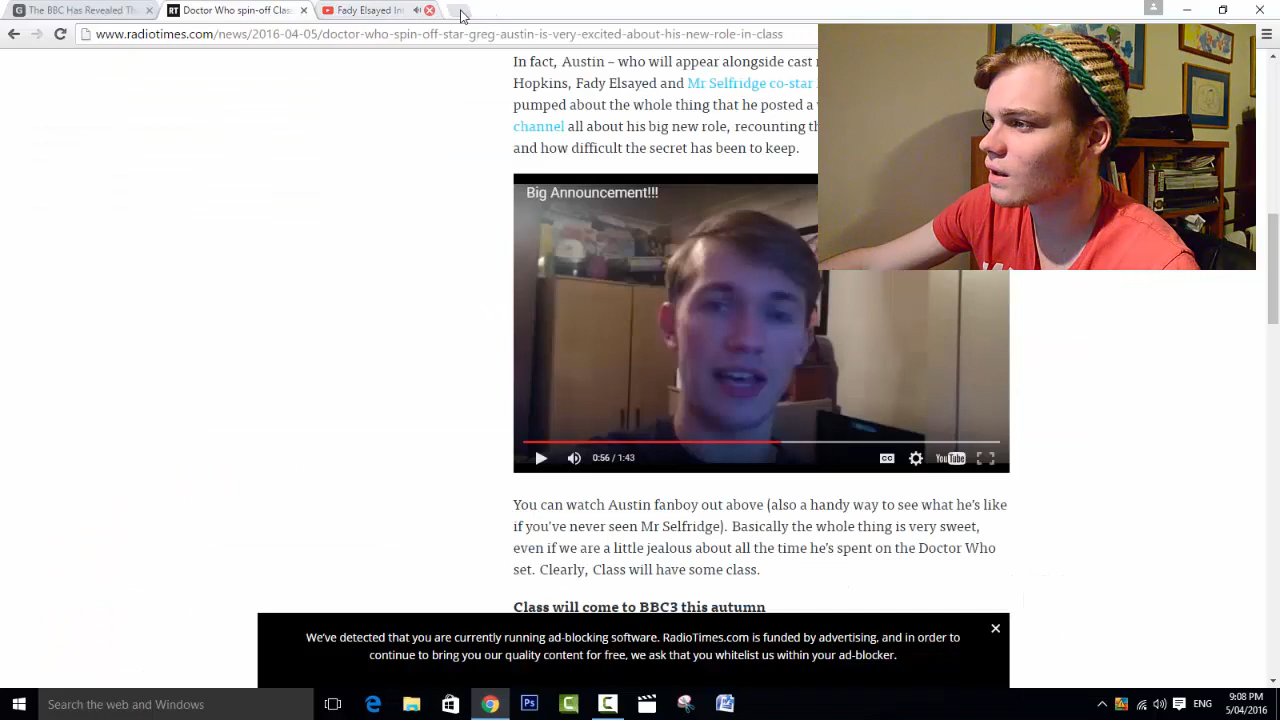 The BBC Has Revealed Th
Doctor Who spin-off Clas
Fady Elsayed In
www.radiotimes.com/news/2016-04-05/doctor-who-spin-off-star-greg-austin-is-very-excited-about-his-new-role-in-class
In fact, Austin – who will appear alongside cast
Hopkins, Fady Elsayed and Mr Selfridge co-star
pumped about the whole thing that he posted a
channel all about his big new role, recounting th
and how difficult the secret has been to keep.
Big Announcement!!!
0:56 / 1:43
CC
YouTube
You can watch Austin fanboy out above (also a handy way to see what he's like
if you've never seen Mr Selfridge). Basically the whole thing is very sweet,
even if we are a little jealous about all the time he's spent on the Doctor Who
set. Clearly, Class will have some class.
Class will come to BBC3 this autumn
We've detected that you are currently running ad-blocking software. RadioTimes.com is funded by advertising, and in order to
continue to bring you our quality content for free, we ask that you whitelist us within your ad-blocker.
Search the web and Windows
ENG
9:08 PM
5/04/2016